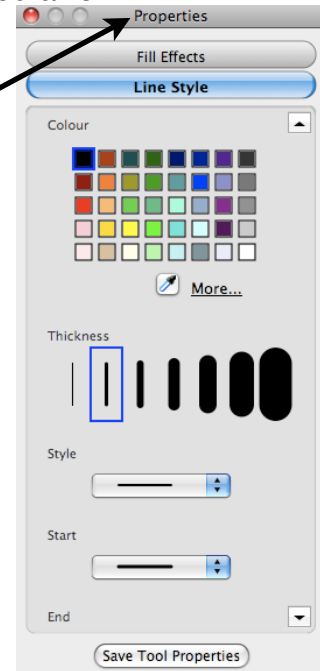 Properties
Fill Effects
Line Style
Colour
More...
Thickness
Style
Start
End
Save Tool Properties